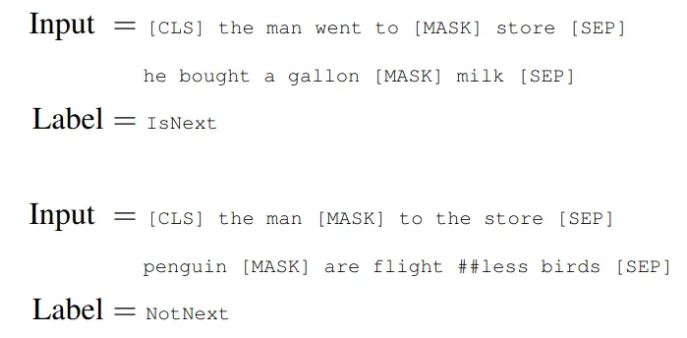 Input = [CLS] the man went to [MASK] store [SEP]
he bought a gallon [MASK] milk [SEP]
Label = IsNext
Input = [CLS] the man [MASK] to the store [SEP]
penguin [MASK] are flight ##less birds [SEP]
Label = NotNext